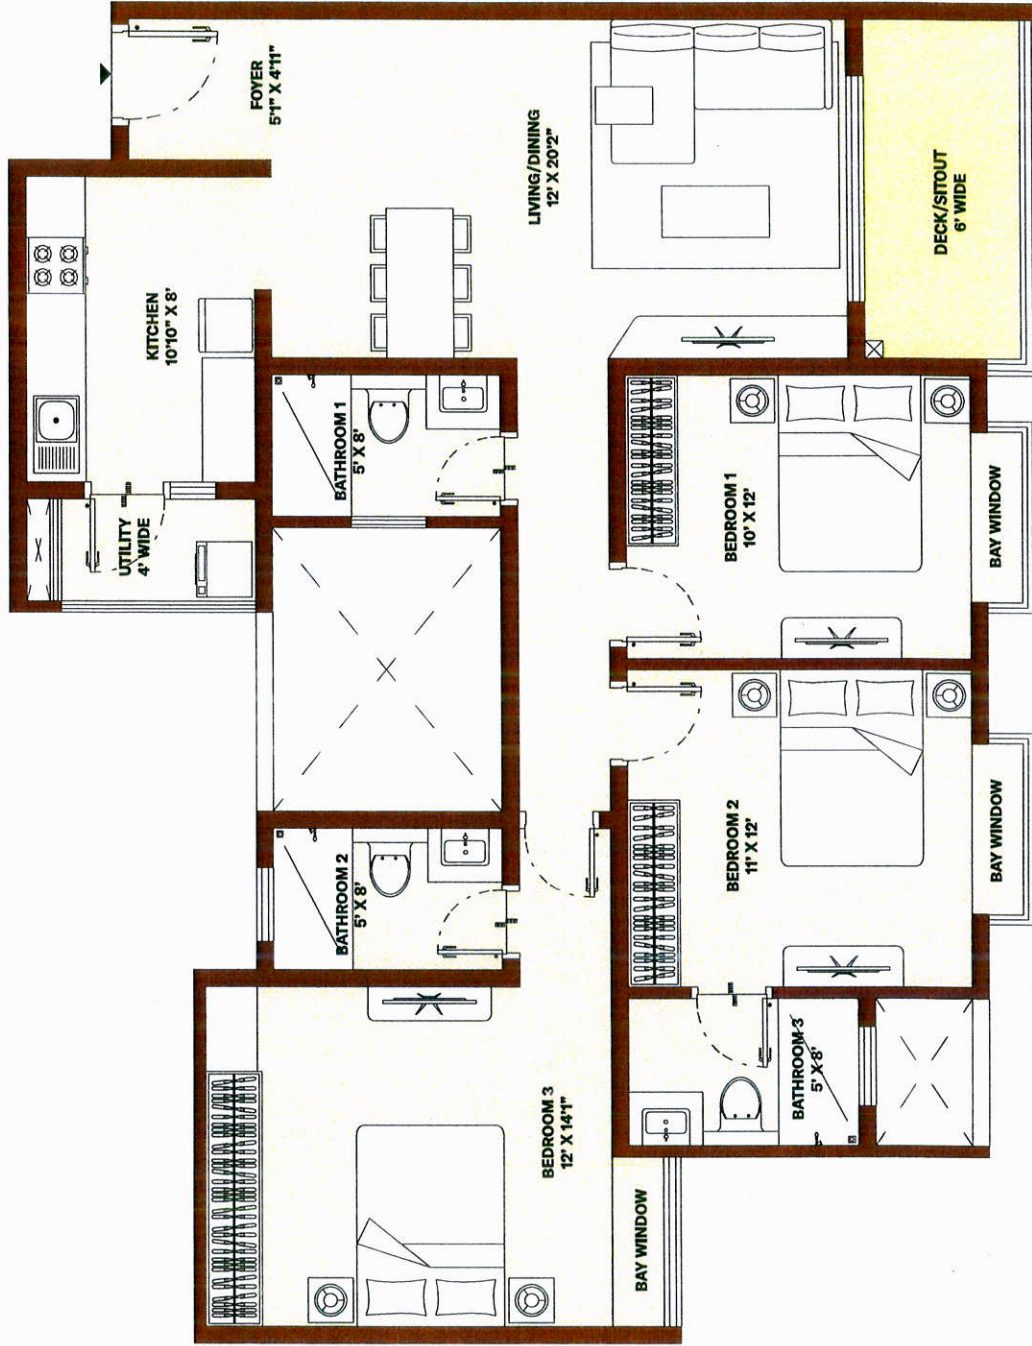 FOYER
5'1" X 4'11"
LIVING/DINING
12' X 20'2"
DECK/SITOUT
6' WIDE
KITCHEN
10'10" X 8'
UTILITY
4' WIDE
BATHROOM 1
5' X 8'
BEDROOM 1
10' X 12'
BAY WINDOW
BATHROOM 2
5' X 8'
BEDROOM 2
11' X 12'
BAY WINDOW
BEDROOM 3
12' X 14'1"
BATHROOM 3
5' X 8'
BAY WINDOW